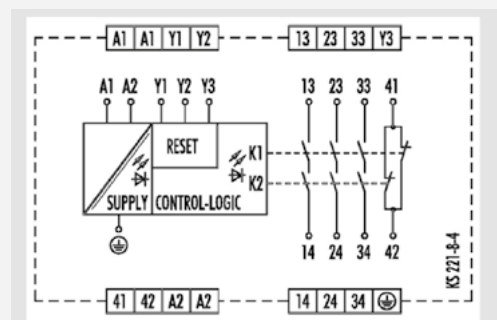 A1 A1 Y1 Y2 13 23 33 Y3
A1 A2 Y1 Y2 Y3 13 23 33 41
RESET
K1
K2
SUPPLY CONTROL-LOGIC
14 24 34 42
KS 221-8-4
41 42 A2 A2 14 24 34